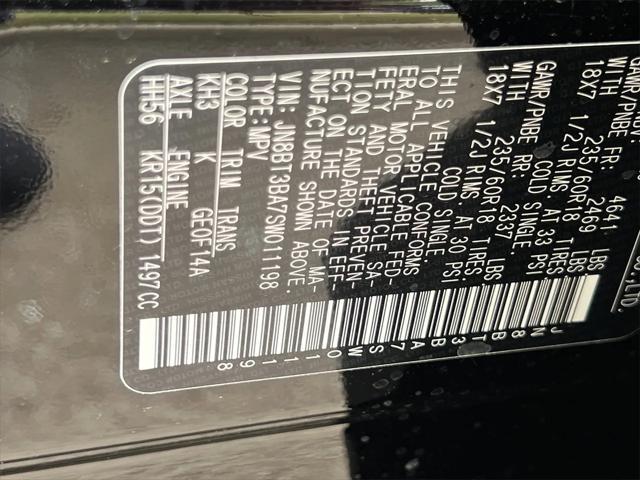 CO.,LTD.
4641 LBS
GAWR/PNBE FR: 2469 LBS
WITH 235/60R18 TIRES
18X7 1/2J RIMS, COLD AT 33 PSI
GAWR/PNBE RR: 2337 LBS
WITH 235/60R18 TIRES
18X7 1/2J RIMS, AT 30 PSI
COLD SINGLE.
THIS VEHICLE CONFORMS
TO ALL APPLICABLE FED-
ERAL MOTOR VEHICLE SA-
FETY AND THEFT PREVEN-
TION STANDARDS IN EFF-
ECT ON THE DATE OF MA-
NUFACTURE SHOWN ABOVE.
VIN: JN8BT3BA7SW011198
TYPE:MPV
COLOR TRIM TRANS
KH3 K GEOF14A
AXLE ENGINE
HH56 KR15(DDT) 1497CC
JN8BT3BA7SW011198